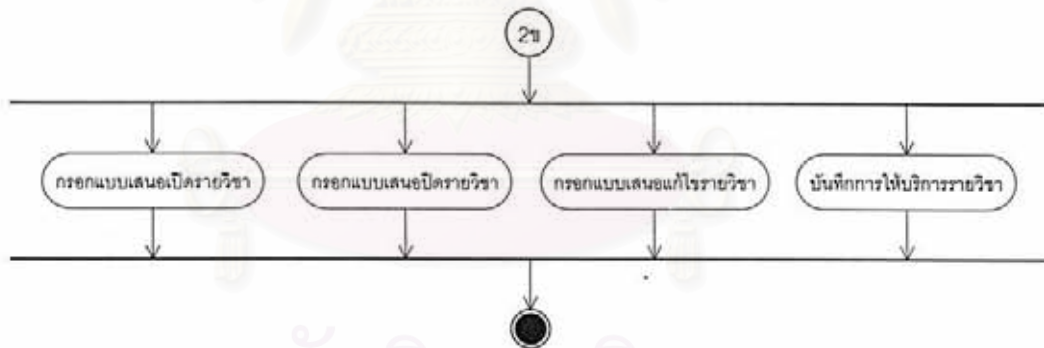 2ข
กรอกแบบเสนอเปิดรายวิชา
กรอกแบบเสนอปิดรายวิชา
กรอกแบบเสนอแก้ไขรายวิชา
บันทึกการให้บริการรายวิชา